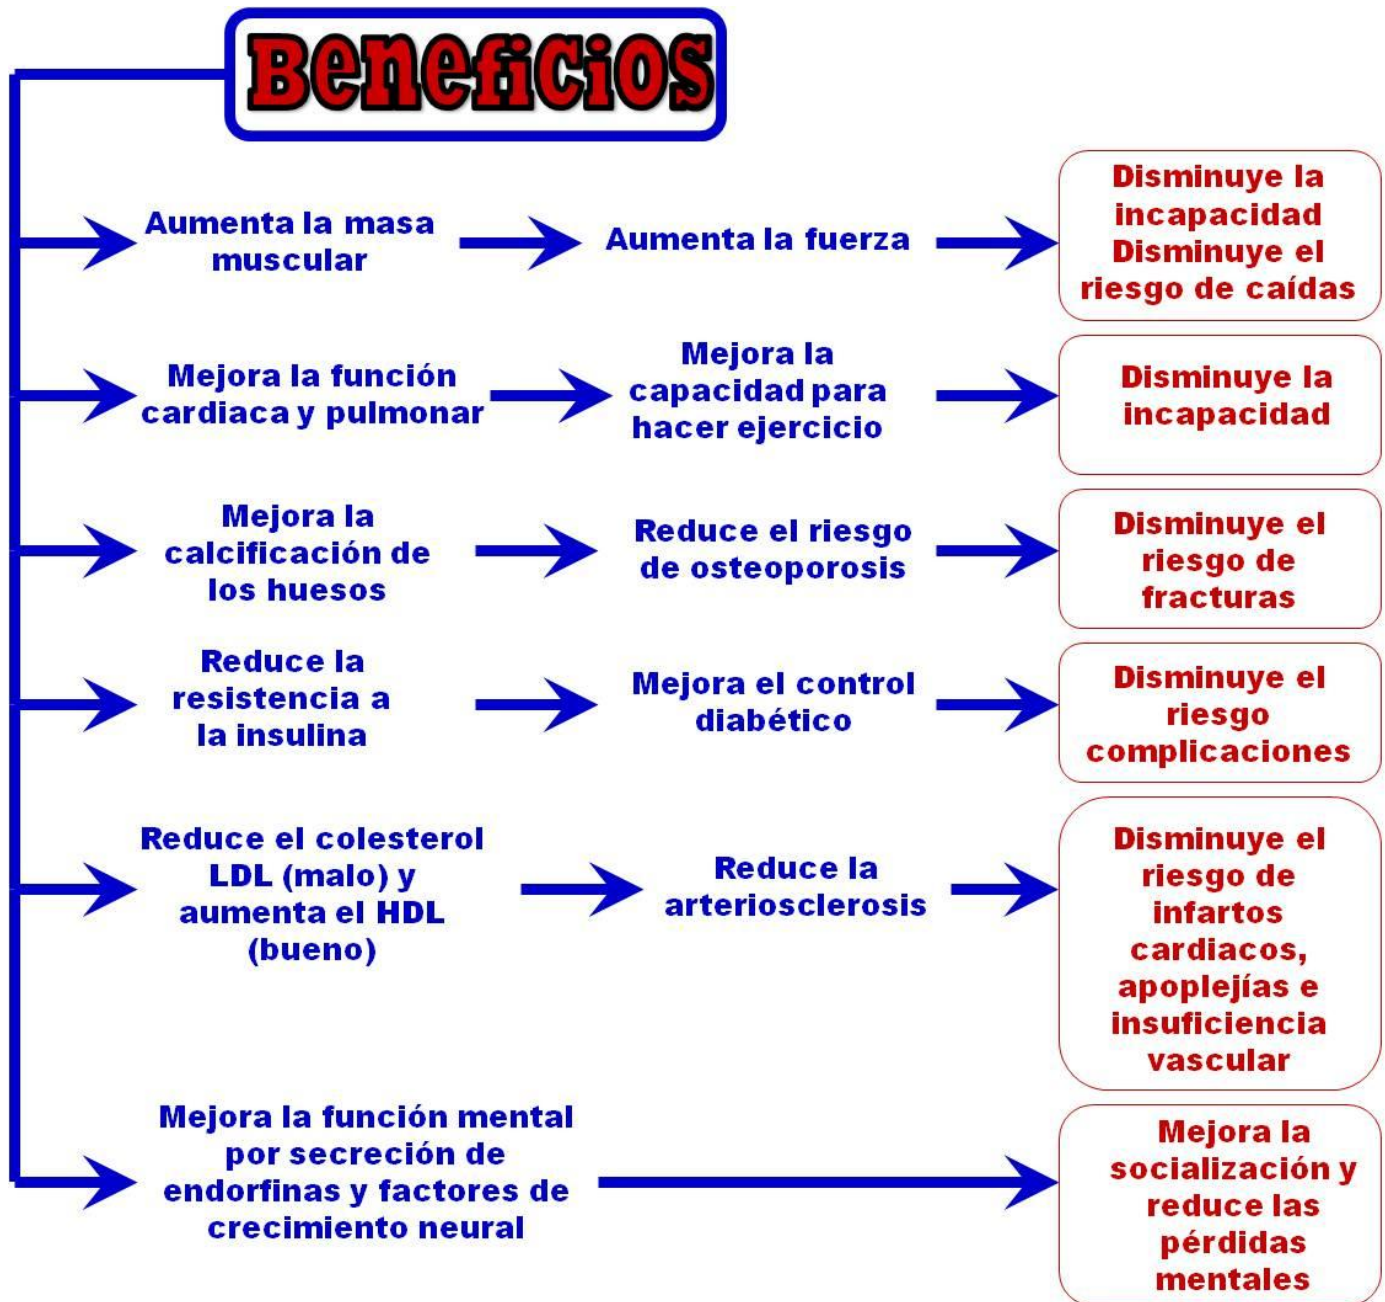 Beneficios
Aumenta la masa
muscular
Aumenta la fuerza
Disminuye la
incapacidad
Disminuye el
riesgo de caídas
Mejora la función
cardiaca y pulmonar
Mejora la
capacidad para
hacer ejercicio
Disminuye la
incapacidad
Mejora la
calcificación de
los huesos
Reduce el riesgo
de osteoporosis
Disminuye el
riesgo de
fracturas
Reduce la
resistencia a
la insulina
Mejora el control
diabético
Disminuye el
riesgo
complicaciones
Reduce el colesterol
LDL (malo) y
aumenta el HDL
(bueno)
Reduce la
arteriosclerosis
Disminuye el
riesgo de
infartos
cardiacos,
apoplejías e
insuficiencia
vascular
Mejora la función mental
por secreción de
endorfinas y factores de
crecimiento neural
Mejora la
socialización y
reduce las
pérdidas
mentales